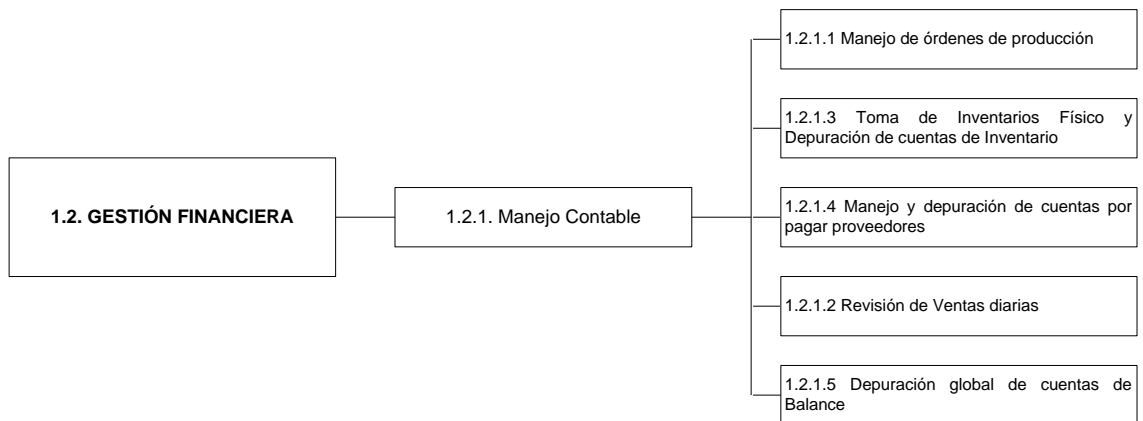 1.2. GESTIÓN FINANCIERA
1.2.1. Manejo Contable
1.2.1.1 Manejo de órdenes de producción
1.2.1.3 Toma de Inventarios Físico y
Depuración de cuentas de Inventario
1.2.1.4 Manejo y depuración de cuentas por
pagar proveedores
1.2.1.2 Revisión de Ventas diarias
1.2.1.5 Depuración global de cuentas de
Balance